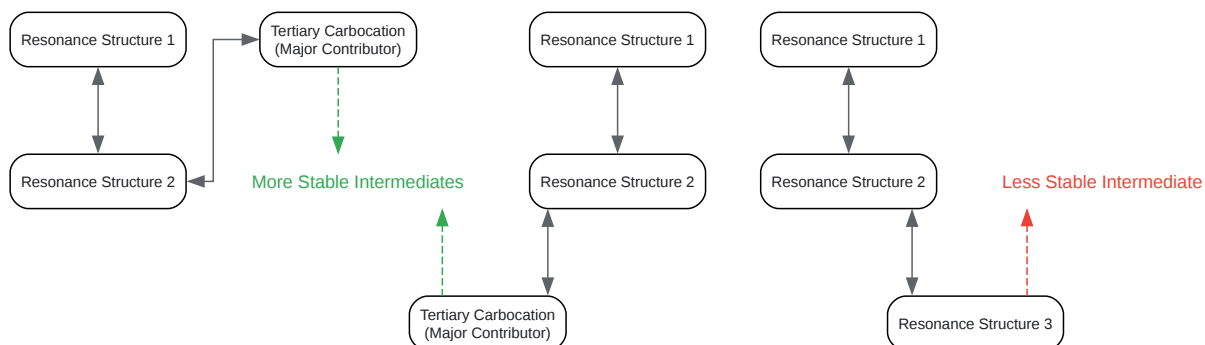 Resonance Structure 1
Tertiary Carbocation
(Major Contributor)
Resonance Structure 1
Resonance Structure 1
Resonance Structure 2
More Stable Intermediates
Resonance Structure 2
Resonance Structure 2
Less Stable Intermediate
Tertiary Carbocation
(Major Contributor)
Resonance Structure 3